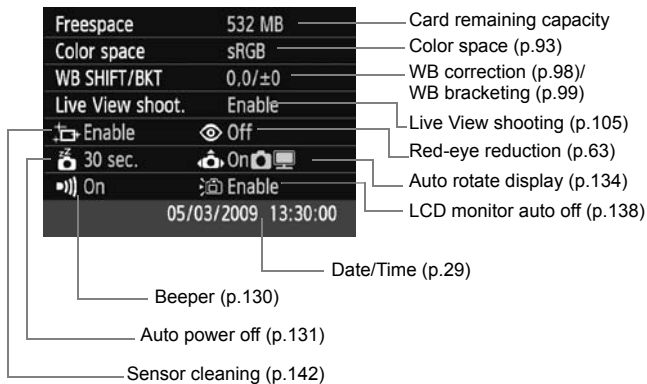 Freespace 532 MB
Color space sRGB
WB SHIFT/BKT 0,0/±0
Live View shoot. Enable
Enable Off
30 sec. On
On Enable
05/03/2009 13:30:00
Card remaining capacity
Color space (p.93)
WB correction (p.98)/
WB bracketing (p.99)
Live View shooting (p.105)
Red-eye reduction (p.63)
Auto rotate display (p.134)
LCD monitor auto off (p.138)
Date/Time (p.29)
Beeper (p.130)
Auto power off (p.131)
Sensor cleaning (p.142)